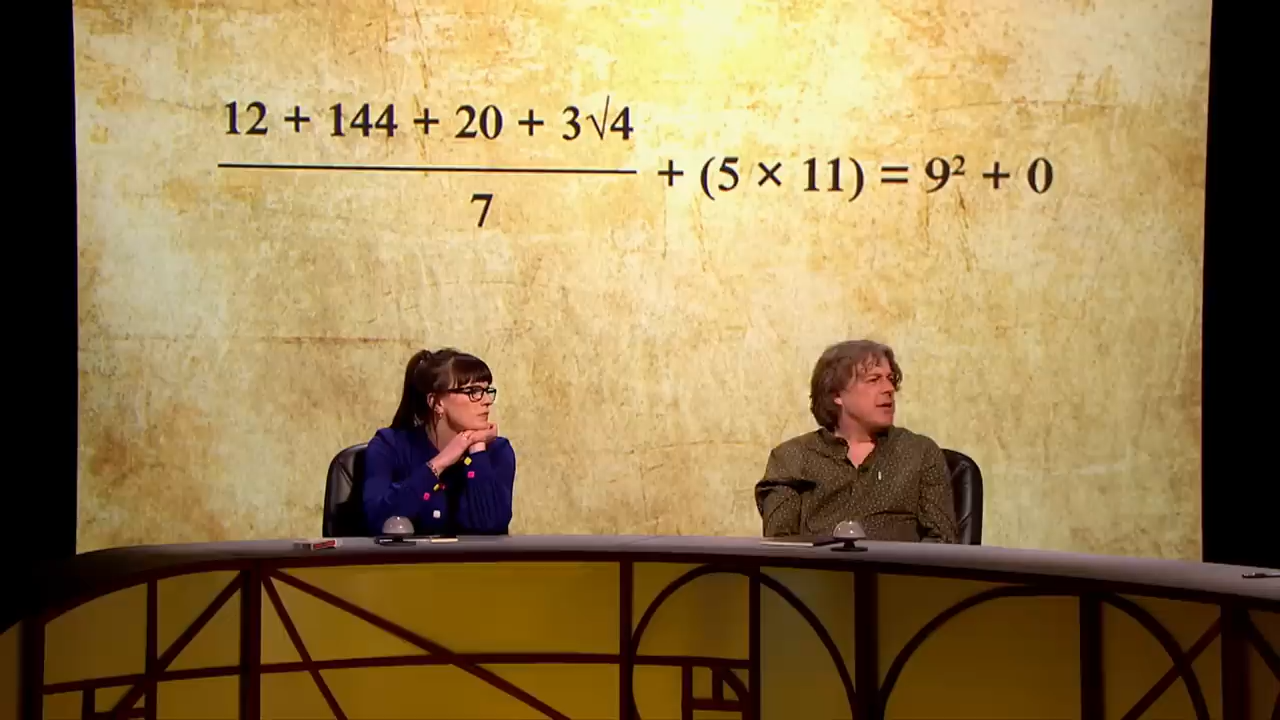 12 + 144 + 20 + 3√4
7
+ (5 × 11) = 9² + 0